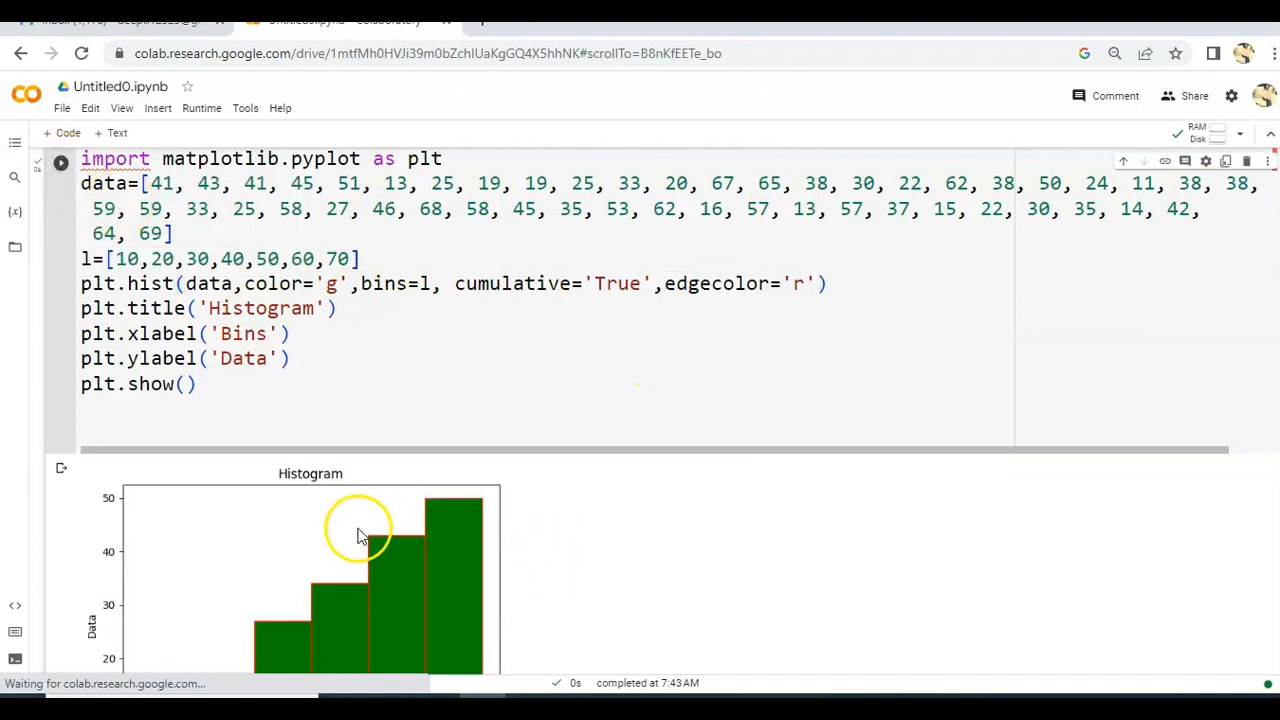 colab.research.google.com/drive/1mtfMh0HVJi39m0bZchIUaKgGQ4X5hhNK#scrollTo=B8nKfEETe_bo
Untitled0.ipynb
File Edit View Insert Runtime Tools Help
Comment
Share
+ Code + Text
RAM
Disk
import matplotlib.pyplot as plt
data=[41, 43, 41, 45, 51, 13, 25, 19, 19, 25, 33, 20, 67, 65, 38, 30, 22, 62, 38, 50, 24, 11, 38, 38,
59, 59, 33, 25, 58, 27, 46, 68, 58, 45, 35, 53, 62, 16, 57, 13, 57, 37, 15, 22, 30, 35, 14, 42,
64, 69]
l=[10,20,30,40,50,60,70]
plt.hist(data,color='g',bins=l, cumulative='True',edgecolor='r')
plt.title('Histogram')
plt.xlabel('Bins')
plt.ylabel('Data')
plt.show()
Histogram
50
40
30
20
Data
Waiting for colab.research.google.com...
0s completed at 7:43 AM